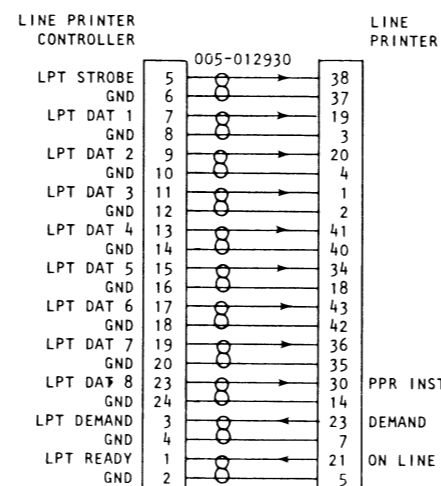 LINE PRINTER CONTROLLER
LINE PRINTER
005-012930
LPT STROBE 5 38
GND 6 37
LPT DAT 1 7 19
GND 8 3
LPT DAT 2 9 20
GND 10 4
LPT DAT 3 11 1
GND 12 2
LPT DAT 4 13 41
GND 14 40
LPT DAT 5 15 34
GND 16 18
LPT DAT 6 17 43
GND 18 42
LPT DAT 7 19 36
GND 20 35
LPT DAT 8 23 30 PPR INST
GND 24 14
LPT DEMAND 3 23 DEMAND
GND 4 7
LPT READY 1 21 ON LINE
GND 2 5